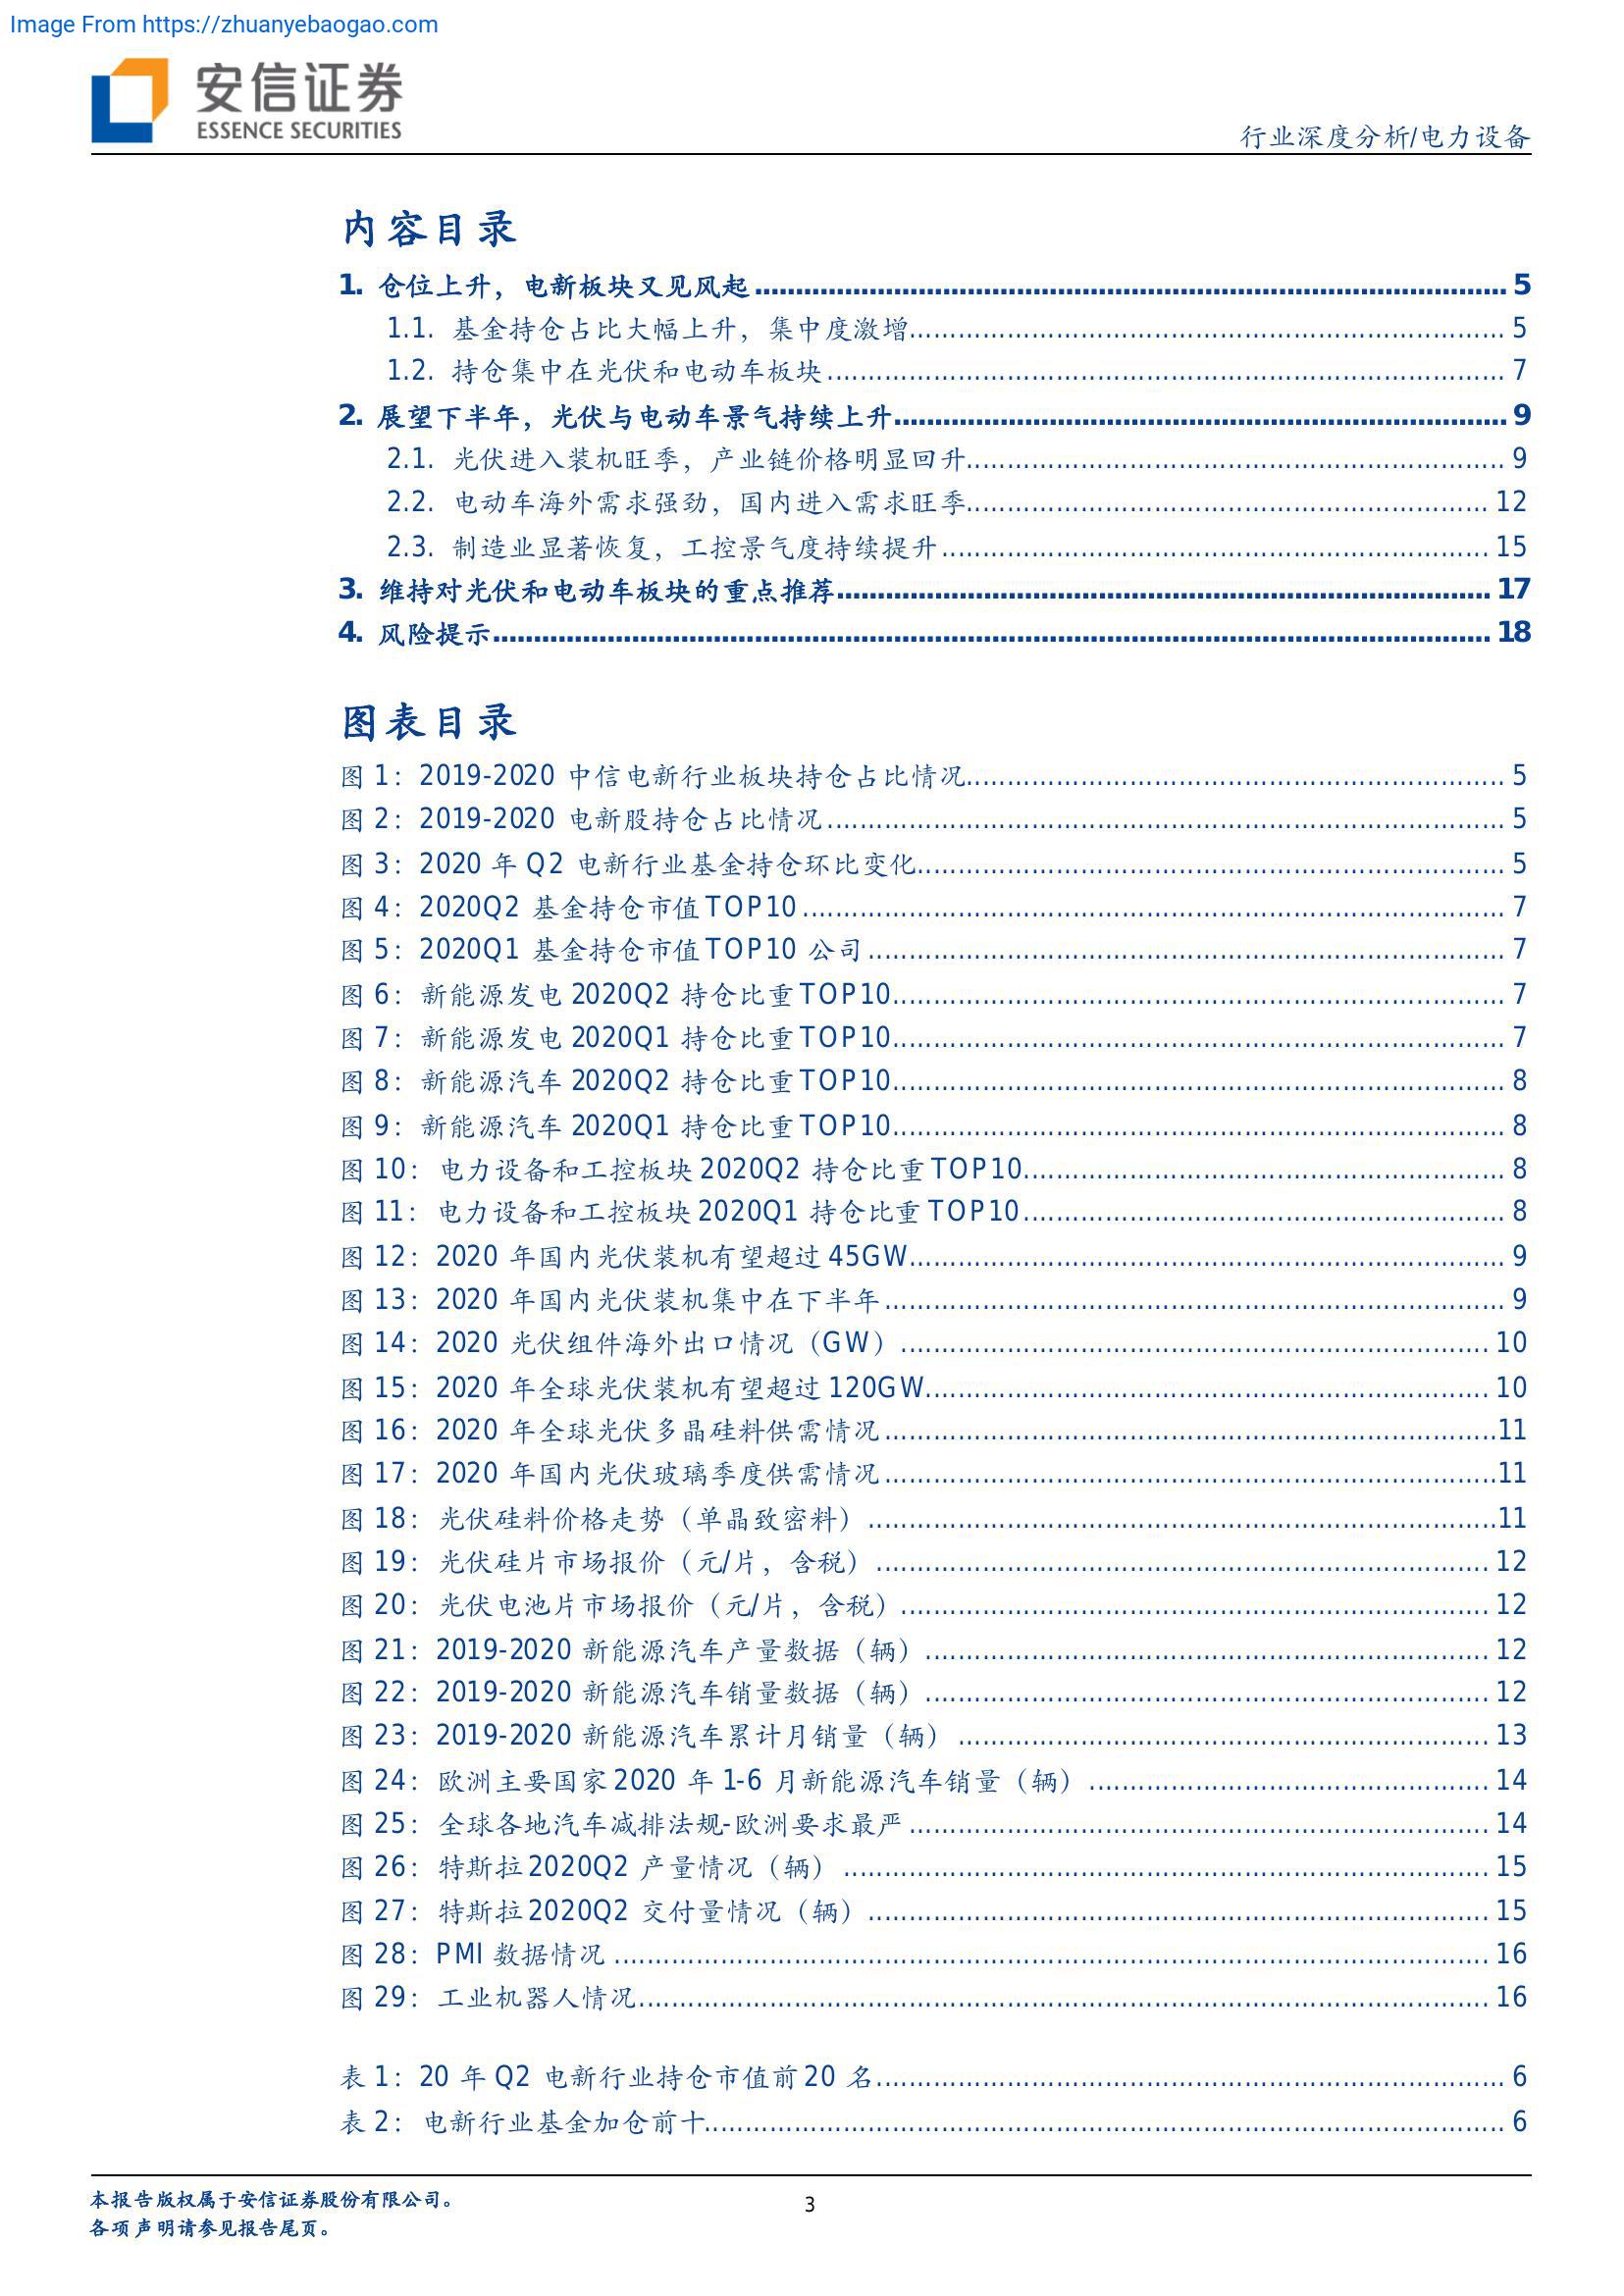 Image From https://zhuanyebaogao.com
安信证券
ESSENCE SECURITIES
行业深度分析/电力设备
内容目录
1. 仓位上升，电新板块又见风起 5
1.1. 基金持仓占比大幅上升，集中度激增 5
1.2. 持仓集中在光伏和电动车板块 7
2. 展望下半年，光伏与电动车景气持续上升 9
2.1. 光伏进入装机旺季，产业链价格明显回升 9
2.2. 电动车海外需求强劲，国内进入需求旺季 12
2.3. 制造业显著恢复，工控景气度持续提升 15
3. 维持对光伏和电动车板块的重点推荐 17
4. 风险提示 18
图表目录
图 1：2019-2020 中信电新行业板块持仓占比情况 5
图 2：2019-2020 电新股持仓占比情况 5
图 3：2020 年 Q2 电新行业基金持仓环比变化 5
图 4：2020Q2 基金持仓市值 TOP10 7
图 5：2020Q1 基金持仓市值 TOP10 公司 7
图 6：新能源发电 2020Q2 持仓比重 TOP10 7
图 7：新能源发电 2020Q1 持仓比重 TOP10 7
图 8：新能源汽车 2020Q2 持仓比重 TOP10 8
图 9：新能源汽车 2020Q1 持仓比重 TOP10 8
图 10：电力设备和工控板块 2020Q2 持仓比重 TOP10 8
图 11：电力设备和工控板块 2020Q1 持仓比重 TOP10 8
图 12：2020 年国内光伏装机有望超过 45GW 9
图 13：2020 年国内光伏装机集中在下半年 9
图 14：2020 光伏组件海外出口情况（GW） 10
图 15：2020 年全球光伏装机有望超过 120GW 10
图 16：2020 年全球光伏多晶硅料供需情况 11
图 17：2020 年国内光伏玻璃季度供需情况 11
图 18：光伏硅料价格走势（单晶致密料） 11
图 19：光伏硅片市场报价（元/片，含税） 12
图 20：光伏电池片市场报价（元/片，含税） 12
图 21：2019-2020 新能源汽车产量数据（辆） 12
图 22：2019-2020 新能源汽车销量数据（辆） 12
图 23：2019-2020 新能源汽车累计月销量（辆） 13
图 24：欧洲主要国家 2020 年 1-6 月新能源汽车销量（辆） 14
图 25：全球各地汽车减排法规-欧洲要求最严 14
图 26：特斯拉 2020Q2 产量情况（辆） 15
图 27：特斯拉 2020Q2 交付量情况（辆） 15
图 28：PMI 数据情况 16
图 29：工业机器人情况 16
表 1：20 年 Q2 电新行业持仓市值前 20 名 6
表 2：电新行业基金加仓前十 6
本报告版权属于安信证券股份有限公司。
各项声明请参见报告尾页。
3